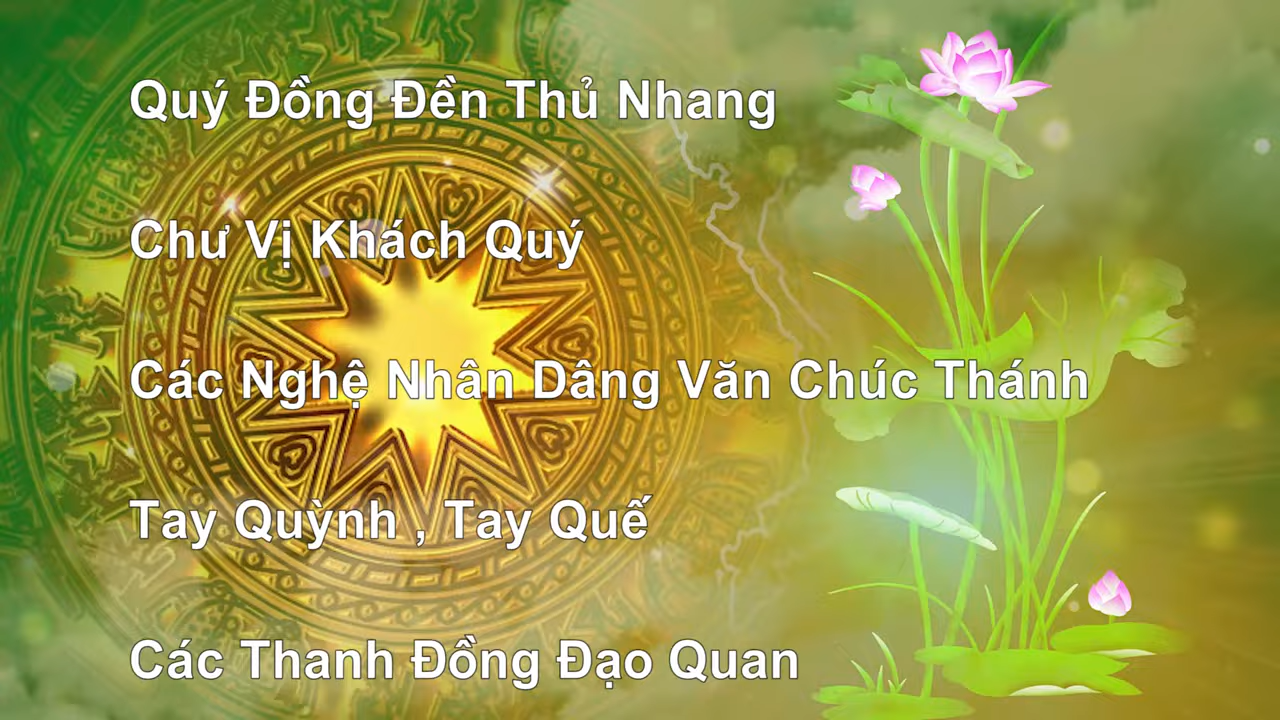 Quý Đồng Đền Thủ Nhang
Chư Vị Khách Quý
Các Nghệ Nhân Dâng Văn Chúc Thánh
Tay Quỳnh , Tay Quế
Các Thanh Đồng Đạo Quan